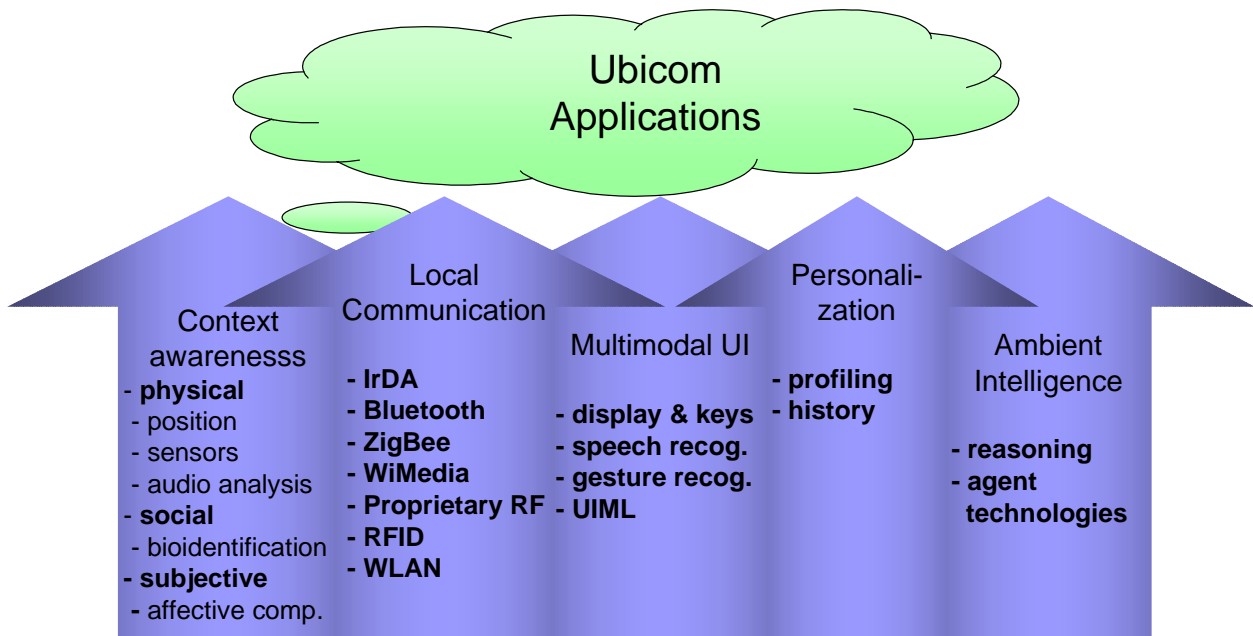 Ubicom
Applications
Context
awarenesss
- physical
- position
- sensors
- audio analysis
- social
- bioidentification
- subjective
- affective comp.
Local
Communication
- IrDA
- Bluetooth
- ZigBee
- WiMedia
- Proprietary RF
- RFID
- WLAN
Multimodal UI
- display & keys
- speech recog.
- gesture recog.
- UIML
Personali-
zation
- profiling
- history
Ambient
Intelligence
- reasoning
- agent
technologies